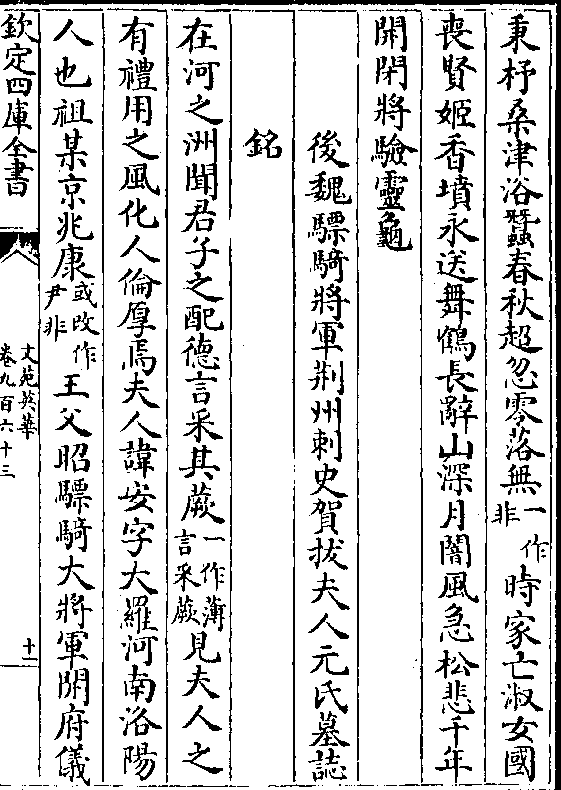 秉杼桑津浴蠶春秋超忽零落無一作非時家亡淑女國
喪賢姬香墳永送舞鶴長辭山深月闇風急松悲千年
開閉將驗靈龜
後魏驃騎將軍荆州刺史賀拔夫人元氏墓誌
銘
在河之洲聞君子之配德言采其蕨一作薄言采蕨見夫人之
有禮用之風化人倫厚焉夫人諱安字大羅河南洛陽
人也祖某京兆康或改作尹非王父昭驃騎大將軍開府儀
欽定四庫全書
文苑英華
卷九百六十三
十一